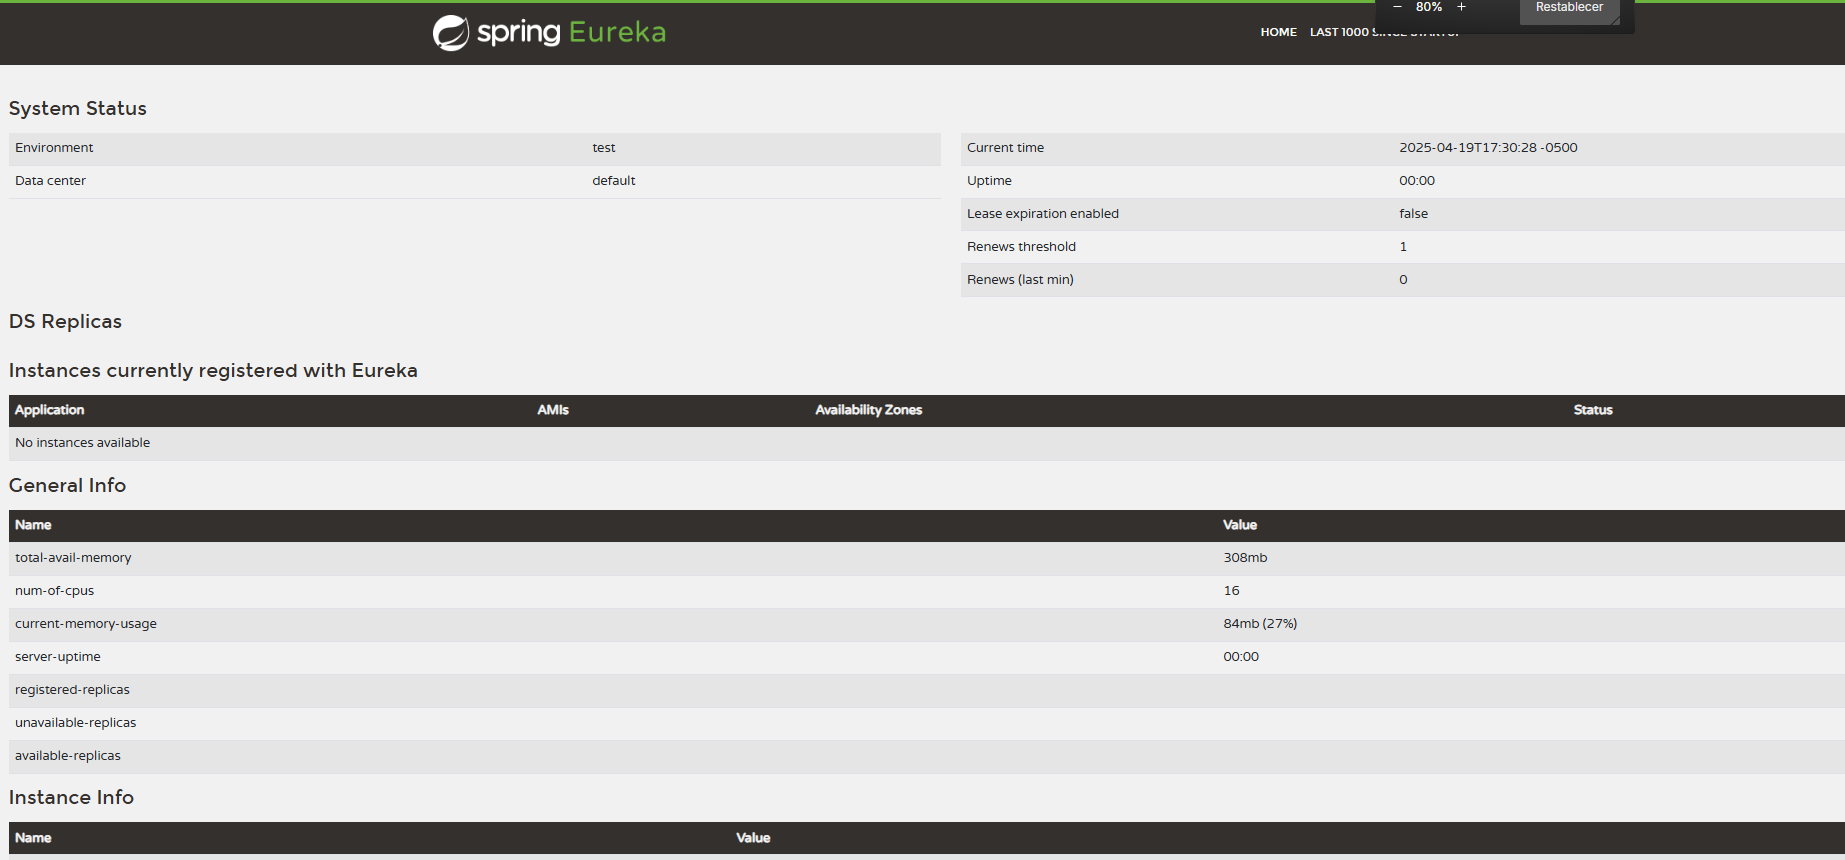 − 80% + Restablecer
spring Eureka
HOME LAST 1000 SINCE STARTUP
System Status
Environment test
Data center default
Current time 2025-04-19T17:30:28 -0500
Uptime 00:00
Lease expiration enabled false
Renews threshold 1
Renews (last min) 0
DS Replicas
Instances currently registered with Eureka
Application AMIs Availability Zones Status
No instances available
General Info
Name Value
total-avail-memory 308mb
num-of-cpus 16
current-memory-usage 84mb (27%)
server-uptime 00:00
registered-replicas
unavailable-replicas
available-replicas
Instance Info
Name Value